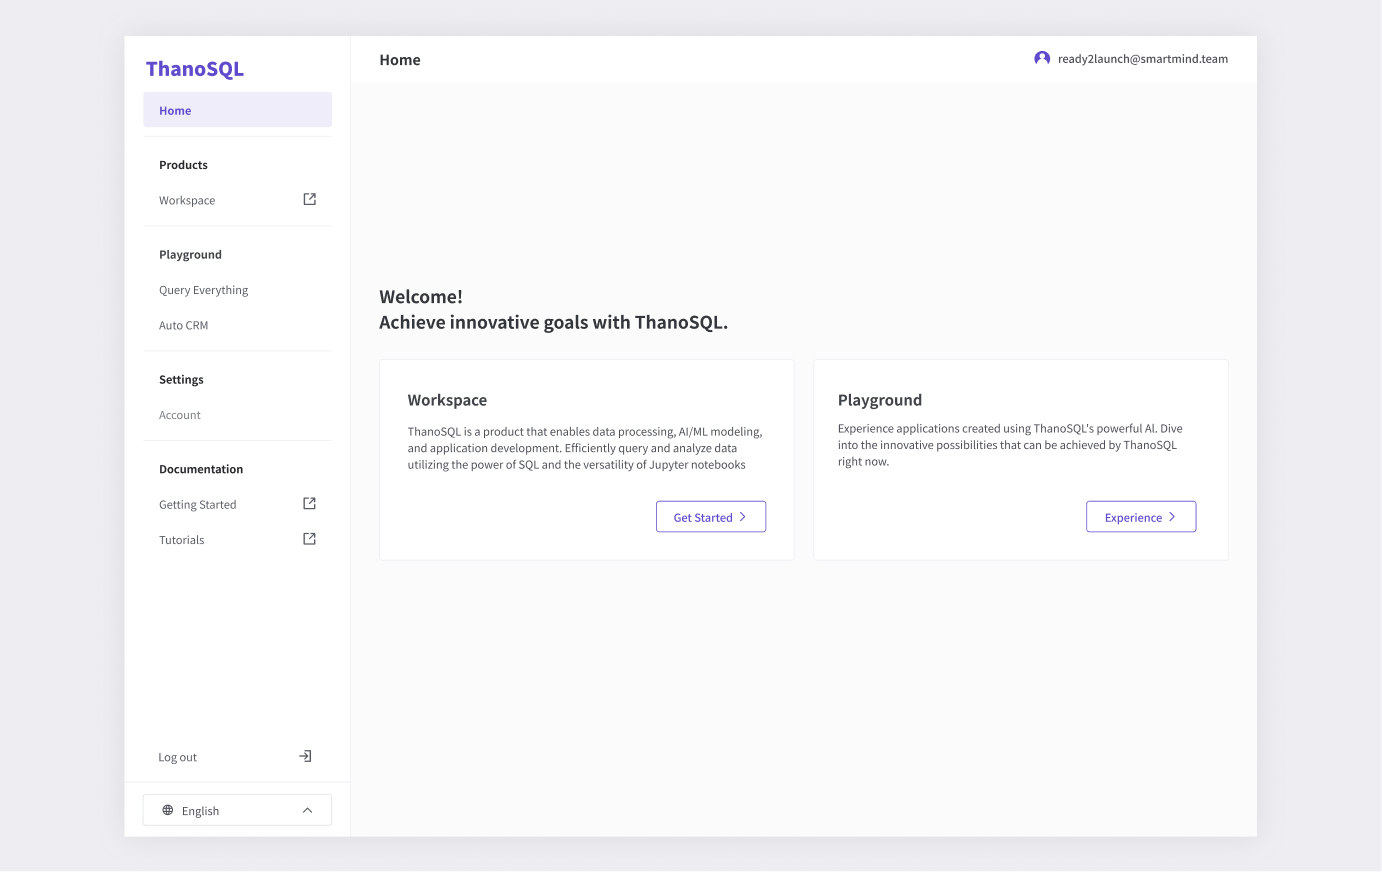 ThanoSQL
Home
Products
Workspace
Playground
Query Everything
Auto CRM
Settings
Account
Documentation
Getting Started
Tutorials
Log out
English
Home
ready2launch@smartmind.team
Welcome!
Achieve innovative goals with ThanoSQL.
Workspace
ThanoSQL is a product that enables data processing, AI/ML modeling,
and application development. Efficiently query and analyze data
utilizing the power of SQL and the versatility of Jupyter notebooks
Get Started
Playground
Experience applications created using ThanoSQL's powerful AI. Dive
into the innovative possibilities that can be achieved by ThanoSQL
right now.
Experience